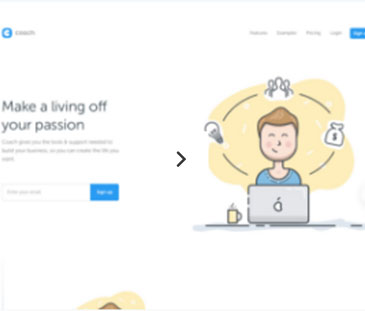 coach
Features Examples Pricing Login Sign up
Make a living off
your passion
Coach gives you the tools & support needed to
build your business, so you can create the life you
want.
Enter your email Sign up
$